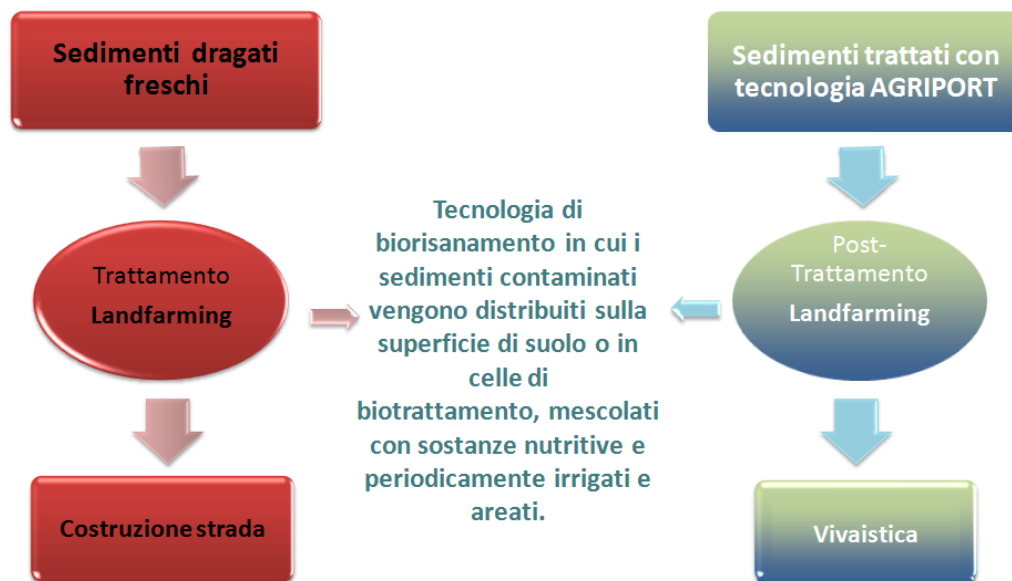 Sedimenti dragati
freschi
Sedimenti trattati con
tecnologia AGRIPORT
Trattamento
Landfarming
Tecnologia di
biorisanamento in cui i
sedimenti contaminati
vengono distribuiti sulla
superficie di suolo o in
celle di
biotrattamento, mescolati
con sostanze nutritive e
periodicamente irrigati e
areati.
Post-
Trattamento
Landfarming
Costruzione strada
Vivaistica